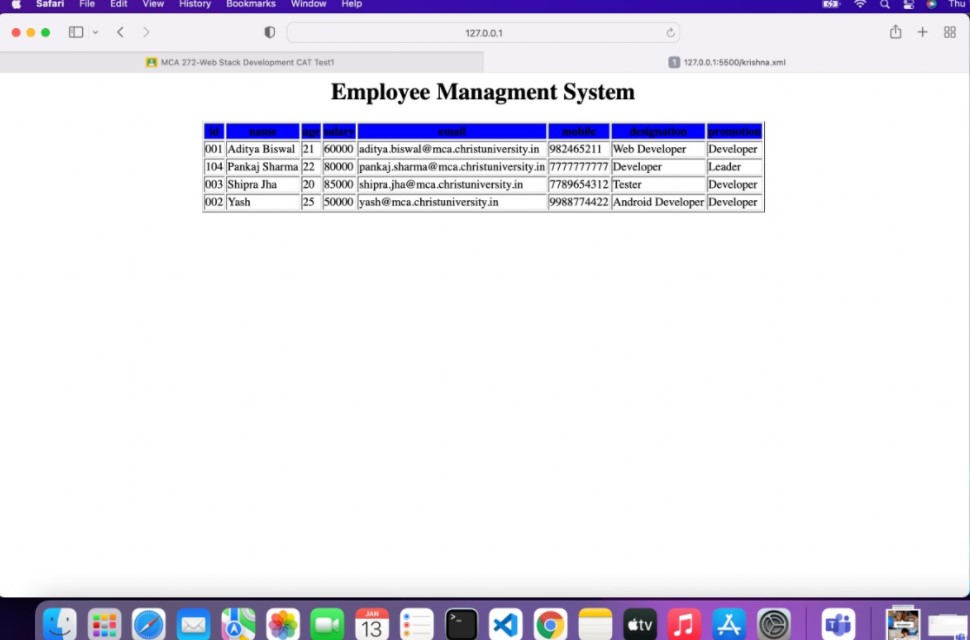 Safari File Edit View History Bookmarks Window Help Thu
127.0.0.1
MCA 272-Web Stack Development CAT Test1
1 127.0.0.1:5500/krishna.xml
Employee Managment System
id name age salary email mobile designation promotion
001 Aditya Biswal 21 60000 aditya.biswal@mca.christuniversity.in 982465211 Web Developer Developer
104 Pankaj Sharma 22 80000 pankaj.sharma@mca.christuniversity.in 7777777777 Developer Leader
003 Shipra Jha 20 85000 shipra.jha@mca.christuniversity.in 7789654312 Tester Developer
002 Yash 25 50000 yash@mca.christuniversity.in 9988774422 Android Developer Developer
JAN
13
tv